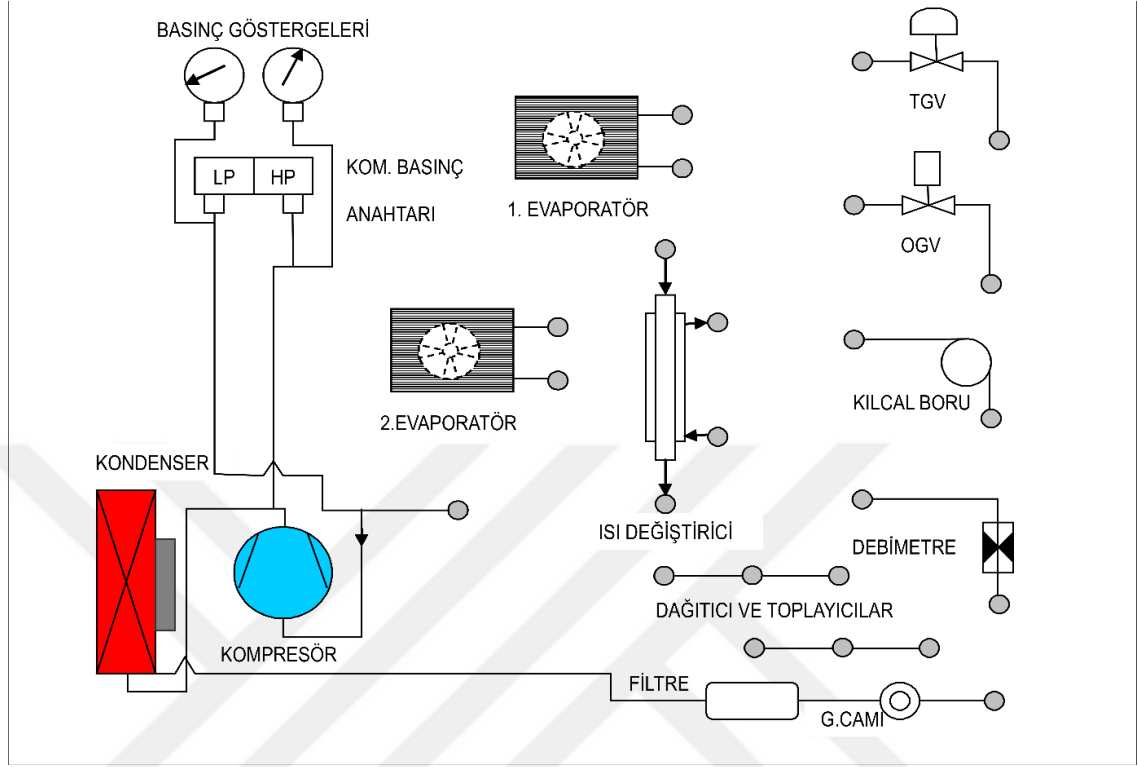 BASINÇ GÖSTERGELERİ
LP HP
KOM. BASINÇ
ANAHTARI
1. EVAPORATÖR
TGV
OGV
2.EVAPORATÖR
KILCAL BORU
KONDENSER
ISI DEĞİŞTİRİCİ
DEBİMETRE
DAĞITICI VE TOPLAYICILAR
KOMPRESÖR
FİLTRE
G.CAMI